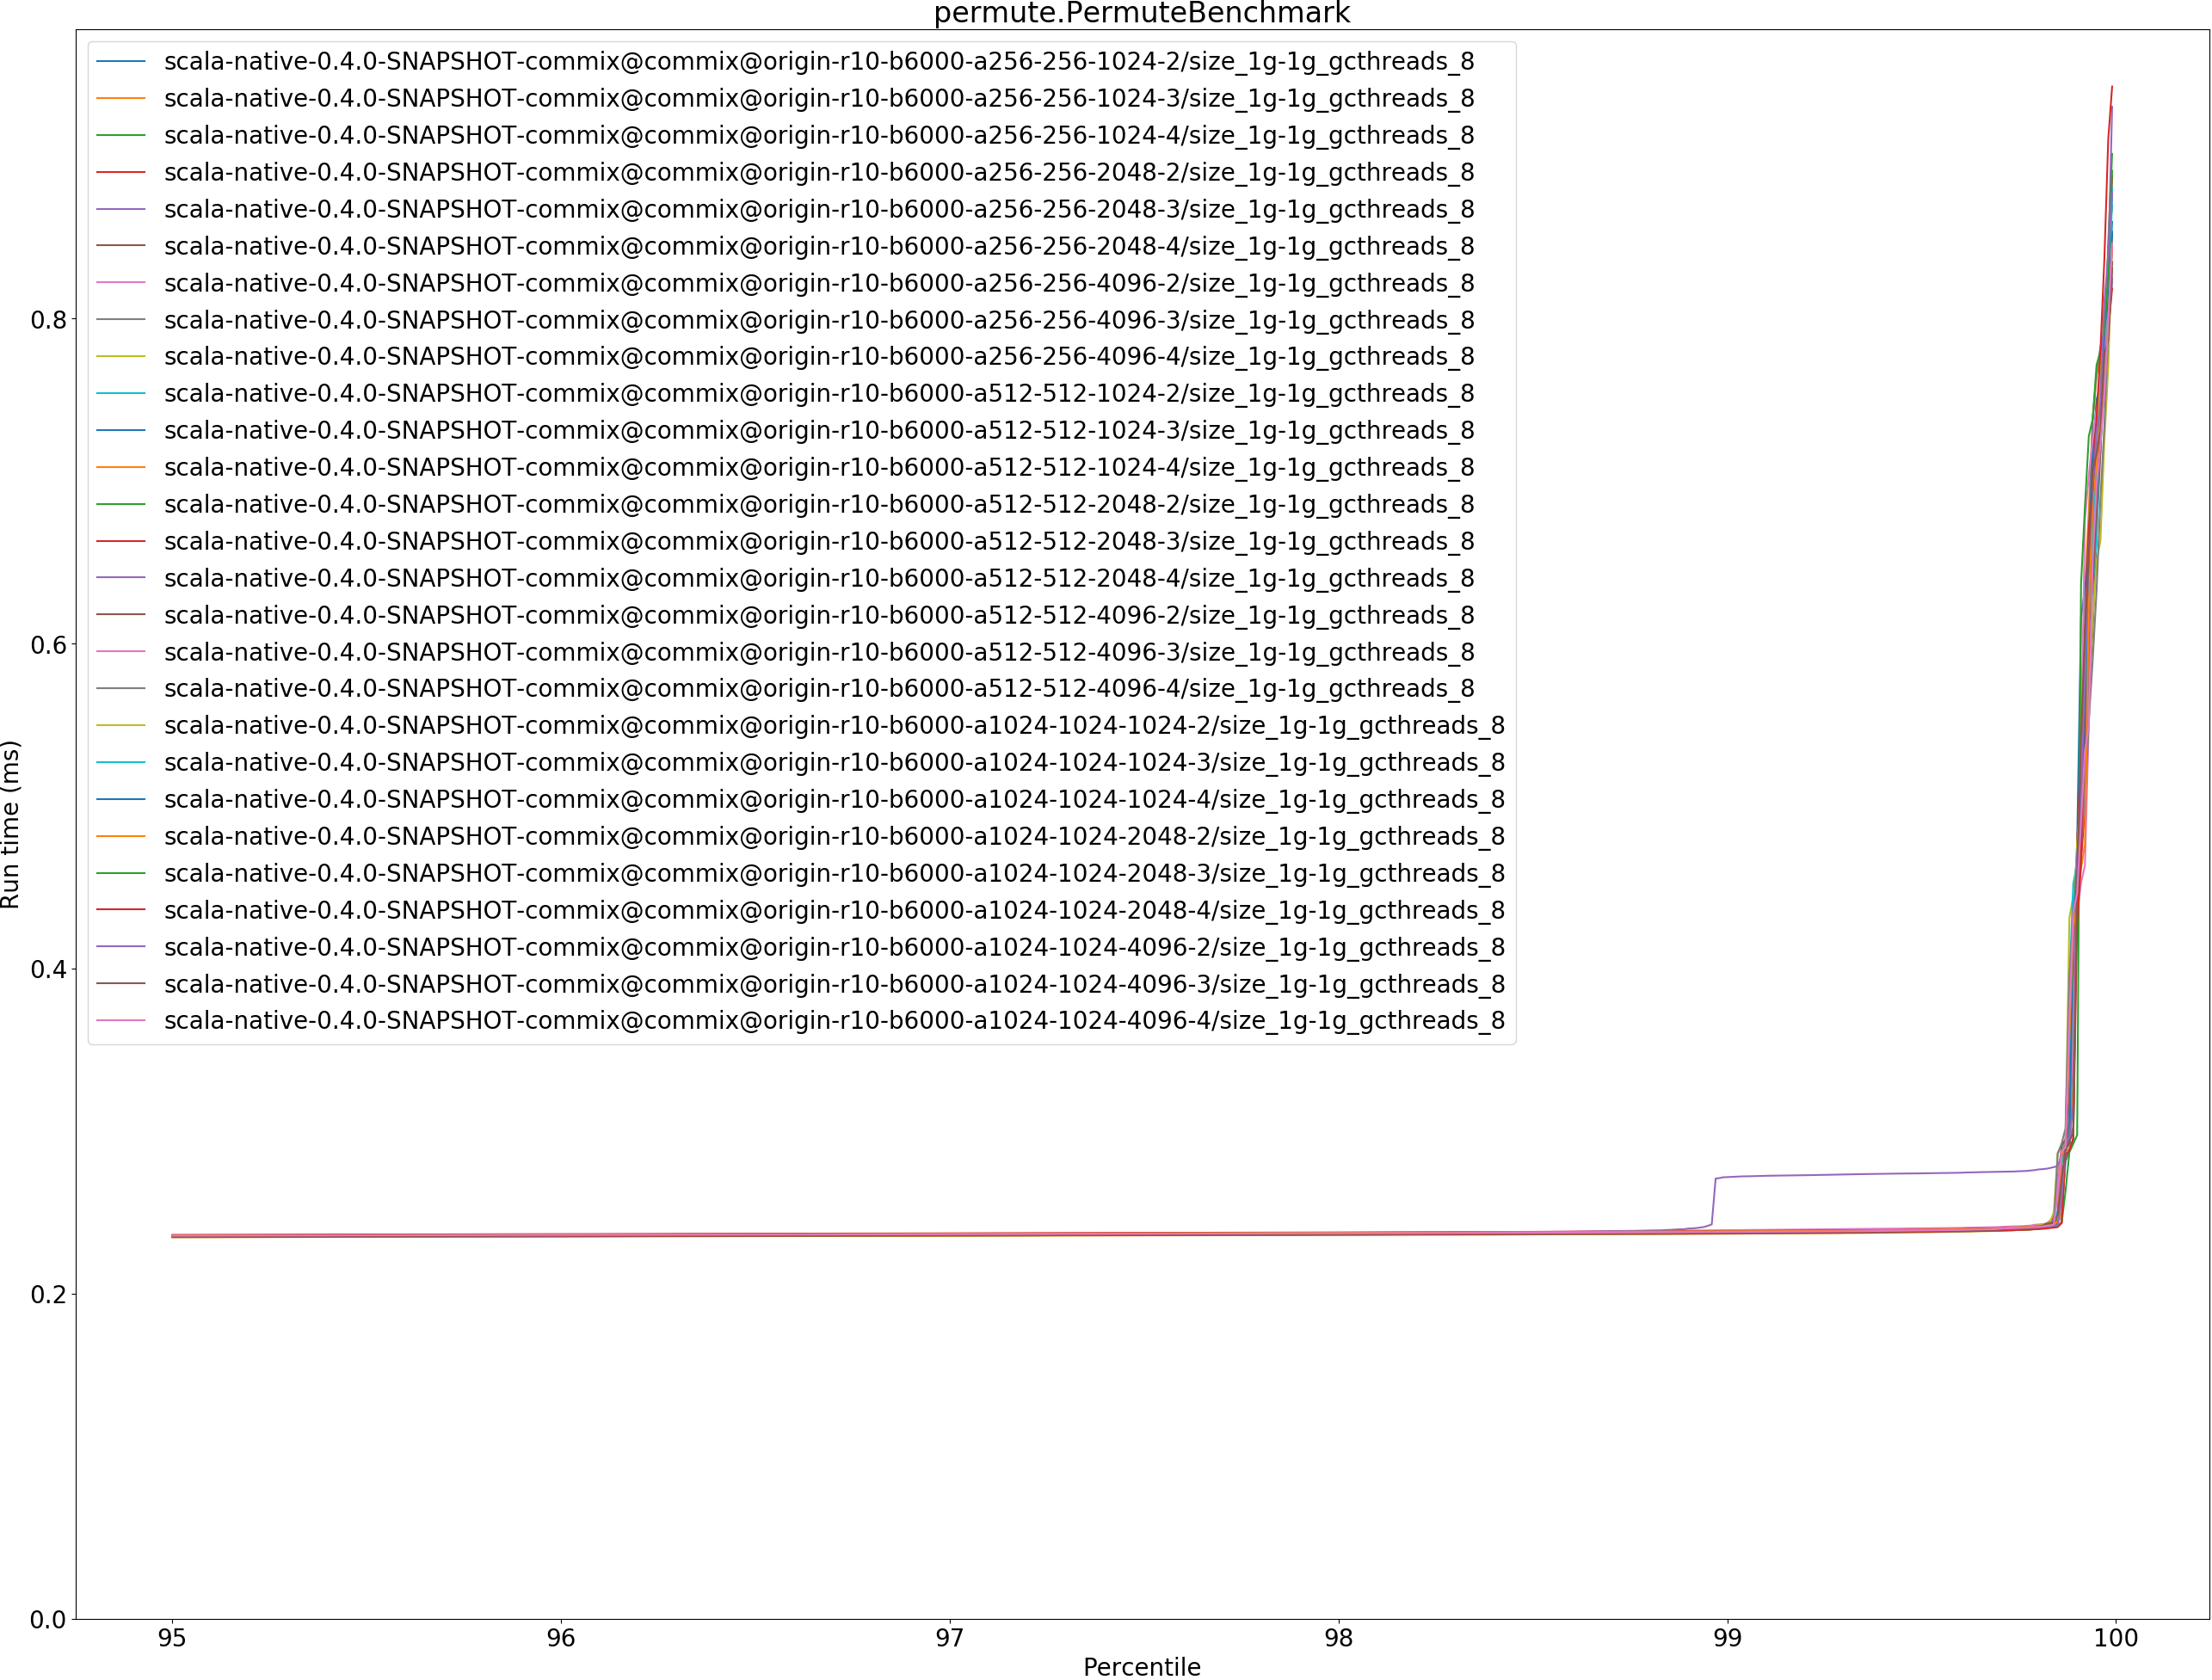 permute.PermuteBenchmark
scala-native-0.4.0-SNAPSHOT-commix@commix@origin-r10-b6000-a256-256-1024-2/size_1g-1g_gcthreads_8
scala-native-0.4.0-SNAPSHOT-commix@commix@origin-r10-b6000-a256-256-1024-3/size_1g-1g_gcthreads_8
scala-native-0.4.0-SNAPSHOT-commix@commix@origin-r10-b6000-a256-256-1024-4/size_1g-1g_gcthreads_8
scala-native-0.4.0-SNAPSHOT-commix@commix@origin-r10-b6000-a256-256-2048-2/size_1g-1g_gcthreads_8
scala-native-0.4.0-SNAPSHOT-commix@commix@origin-r10-b6000-a256-256-2048-3/size_1g-1g_gcthreads_8
scala-native-0.4.0-SNAPSHOT-commix@commix@origin-r10-b6000-a256-256-2048-4/size_1g-1g_gcthreads_8
scala-native-0.4.0-SNAPSHOT-commix@commix@origin-r10-b6000-a256-256-4096-2/size_1g-1g_gcthreads_8
scala-native-0.4.0-SNAPSHOT-commix@commix@origin-r10-b6000-a256-256-4096-3/size_1g-1g_gcthreads_8
scala-native-0.4.0-SNAPSHOT-commix@commix@origin-r10-b6000-a256-256-4096-4/size_1g-1g_gcthreads_8
scala-native-0.4.0-SNAPSHOT-commix@commix@origin-r10-b6000-a512-512-1024-2/size_1g-1g_gcthreads_8
scala-native-0.4.0-SNAPSHOT-commix@commix@origin-r10-b6000-a512-512-1024-3/size_1g-1g_gcthreads_8
scala-native-0.4.0-SNAPSHOT-commix@commix@origin-r10-b6000-a512-512-1024-4/size_1g-1g_gcthreads_8
scala-native-0.4.0-SNAPSHOT-commix@commix@origin-r10-b6000-a512-512-2048-2/size_1g-1g_gcthreads_8
scala-native-0.4.0-SNAPSHOT-commix@commix@origin-r10-b6000-a512-512-2048-3/size_1g-1g_gcthreads_8
scala-native-0.4.0-SNAPSHOT-commix@commix@origin-r10-b6000-a512-512-2048-4/size_1g-1g_gcthreads_8
scala-native-0.4.0-SNAPSHOT-commix@commix@origin-r10-b6000-a512-512-4096-2/size_1g-1g_gcthreads_8
scala-native-0.4.0-SNAPSHOT-commix@commix@origin-r10-b6000-a512-512-4096-3/size_1g-1g_gcthreads_8
scala-native-0.4.0-SNAPSHOT-commix@commix@origin-r10-b6000-a512-512-4096-4/size_1g-1g_gcthreads_8
scala-native-0.4.0-SNAPSHOT-commix@commix@origin-r10-b6000-a1024-1024-1024-2/size_1g-1g_gcthreads_8
scala-native-0.4.0-SNAPSHOT-commix@commix@origin-r10-b6000-a1024-1024-1024-3/size_1g-1g_gcthreads_8
scala-native-0.4.0-SNAPSHOT-commix@commix@origin-r10-b6000-a1024-1024-1024-4/size_1g-1g_gcthreads_8
scala-native-0.4.0-SNAPSHOT-commix@commix@origin-r10-b6000-a1024-1024-2048-2/size_1g-1g_gcthreads_8
scala-native-0.4.0-SNAPSHOT-commix@commix@origin-r10-b6000-a1024-1024-2048-3/size_1g-1g_gcthreads_8
scala-native-0.4.0-SNAPSHOT-commix@commix@origin-r10-b6000-a1024-1024-2048-4/size_1g-1g_gcthreads_8
scala-native-0.4.0-SNAPSHOT-commix@commix@origin-r10-b6000-a1024-1024-4096-2/size_1g-1g_gcthreads_8
scala-native-0.4.0-SNAPSHOT-commix@commix@origin-r10-b6000-a1024-1024-4096-3/size_1g-1g_gcthreads_8
scala-native-0.4.0-SNAPSHOT-commix@commix@origin-r10-b6000-a1024-1024-4096-4/size_1g-1g_gcthreads_8
Run time (ms)
0.8
0.6
0.4
0.2
0.0
95 96 97 98 99 100
Percentile